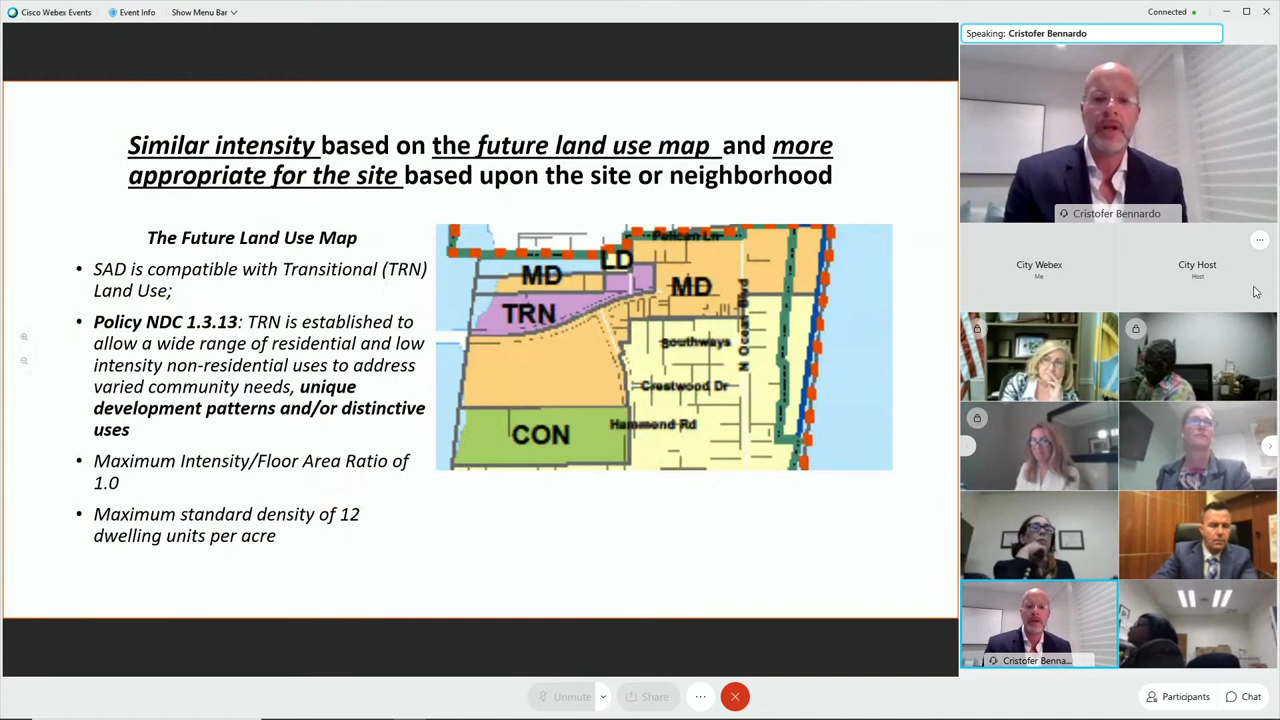 Cisco Webex Events
Event Info
Show Menu Bar
Connected
Speaking: Cristofer Bennardo
Similar intensity based on the future land use map and more
appropriate for the site based upon the site or neighborhood
The Future Land Use Map
• SAD is compatible with Transitional (TRN)
Land Use;
• Policy NDC 1.3.13: TRN is established to
allow a wide range of residential and low
intensity non-residential uses to address
varied community needs, unique
development patterns and/or distinctive
uses
• Maximum Intensity/Floor Area Ratio of
1.0
• Maximum standard density of 12
dwelling units per acre
Pelican Ln
LD
MD
MD
TRN
N Ocean Blvd
Southways
Crestwood Dr
Hammond Rd
CON
Cristofer Bennardo
City Webex
Me
City Host
Host
Cristofer Benna...
Unmute
Share
Participants
Chat